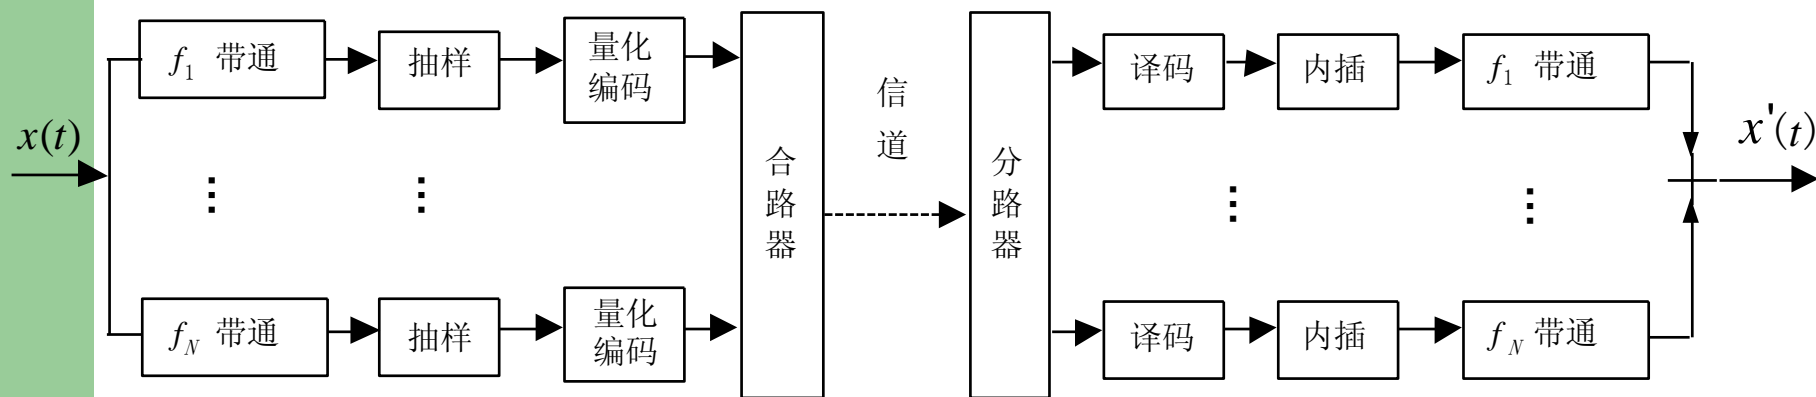 x(t)
f₁ 带通
抽样
量化
编码
合路器
信道
分路器
译码
内插
f₁ 带通
x'(t)
⋮
⋮
⋮
⋮
f_N 带通
抽样
量化
编码
译码
内插
f_N 带通